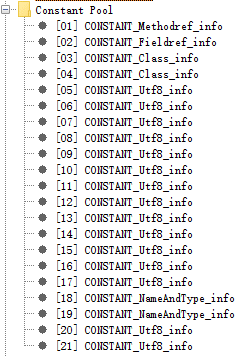 Constant Pool
[01] CONSTANT_Methodref_info
[02] CONSTANT_Fieldref_info
[03] CONSTANT_Class_info
[04] CONSTANT_Class_info
[05] CONSTANT_Utf8_info
[06] CONSTANT_Utf8_info
[07] CONSTANT_Utf8_info
[08] CONSTANT_Utf8_info
[09] CONSTANT_Utf8_info
[10] CONSTANT_Utf8_info
[11] CONSTANT_Utf8_info
[12] CONSTANT_Utf8_info
[13] CONSTANT_Utf8_info
[14] CONSTANT_Utf8_info
[15] CONSTANT_Utf8_info
[16] CONSTANT_Utf8_info
[17] CONSTANT_Utf8_info
[18] CONSTANT_NameAndType_info
[19] CONSTANT_NameAndType_info
[20] CONSTANT_Utf8_info
[21] CONSTANT_Utf8_info